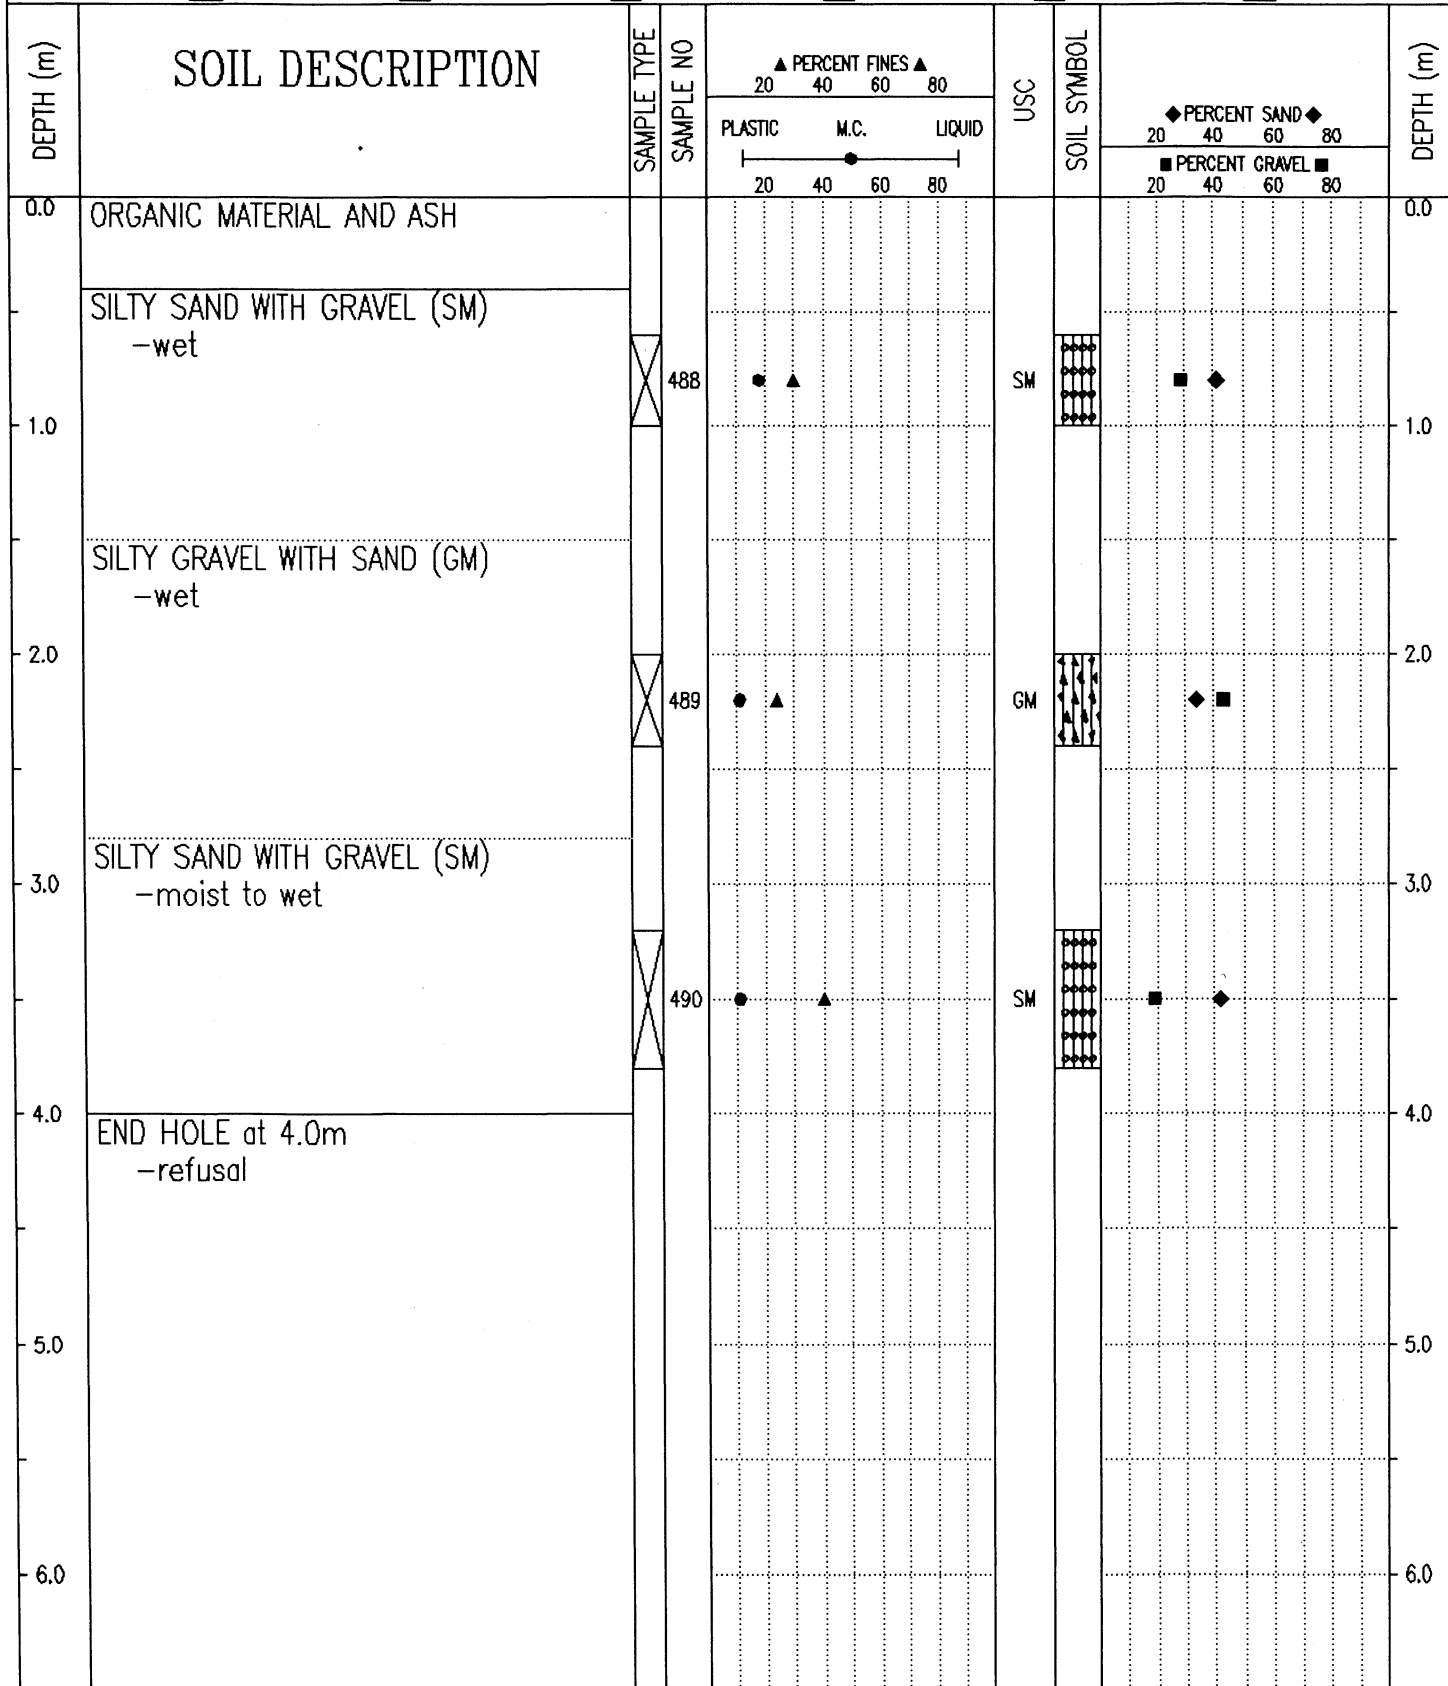 DEPTH (m)
SOIL DESCRIPTION
SAMPLE TYPE
SAMPLE NO
▲ PERCENT FINES ▲
20 40 60 80
PLASTIC M.C. LIQUID
20 40 60 80
USC
SOIL SYMBOL
◆ PERCENT SAND ◆
20 40 60 80
■ PERCENT GRAVEL ■
20 40 60 80
DEPTH (m)
0.0
ORGANIC MATERIAL AND ASH
0.0
SILTY SAND WITH GRAVEL (SM)
-wet
488
SM
1.0
1.0
SILTY GRAVEL WITH SAND (GM)
-wet
2.0
2.0
489
GM
SILTY SAND WITH GRAVEL (SM)
3.0
3.0
-moist to wet
490
SM
4.0
4.0
END HOLE at 4.0m
-refusal
5.0
5.0
6.0
6.0